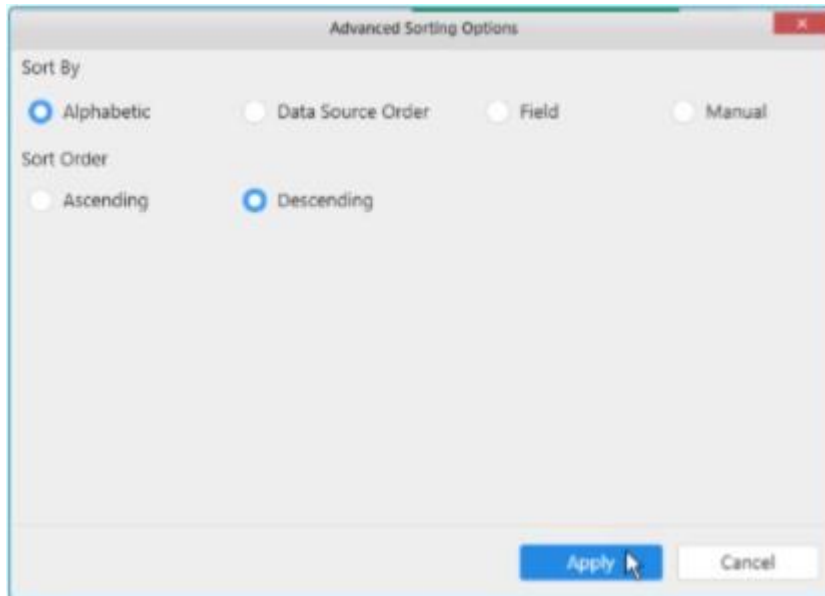 Advanced Sorting Options
Sort By
Alphabetic Data Source Order Field Manual
Sort Order
Ascending Descending
Apply Cancel